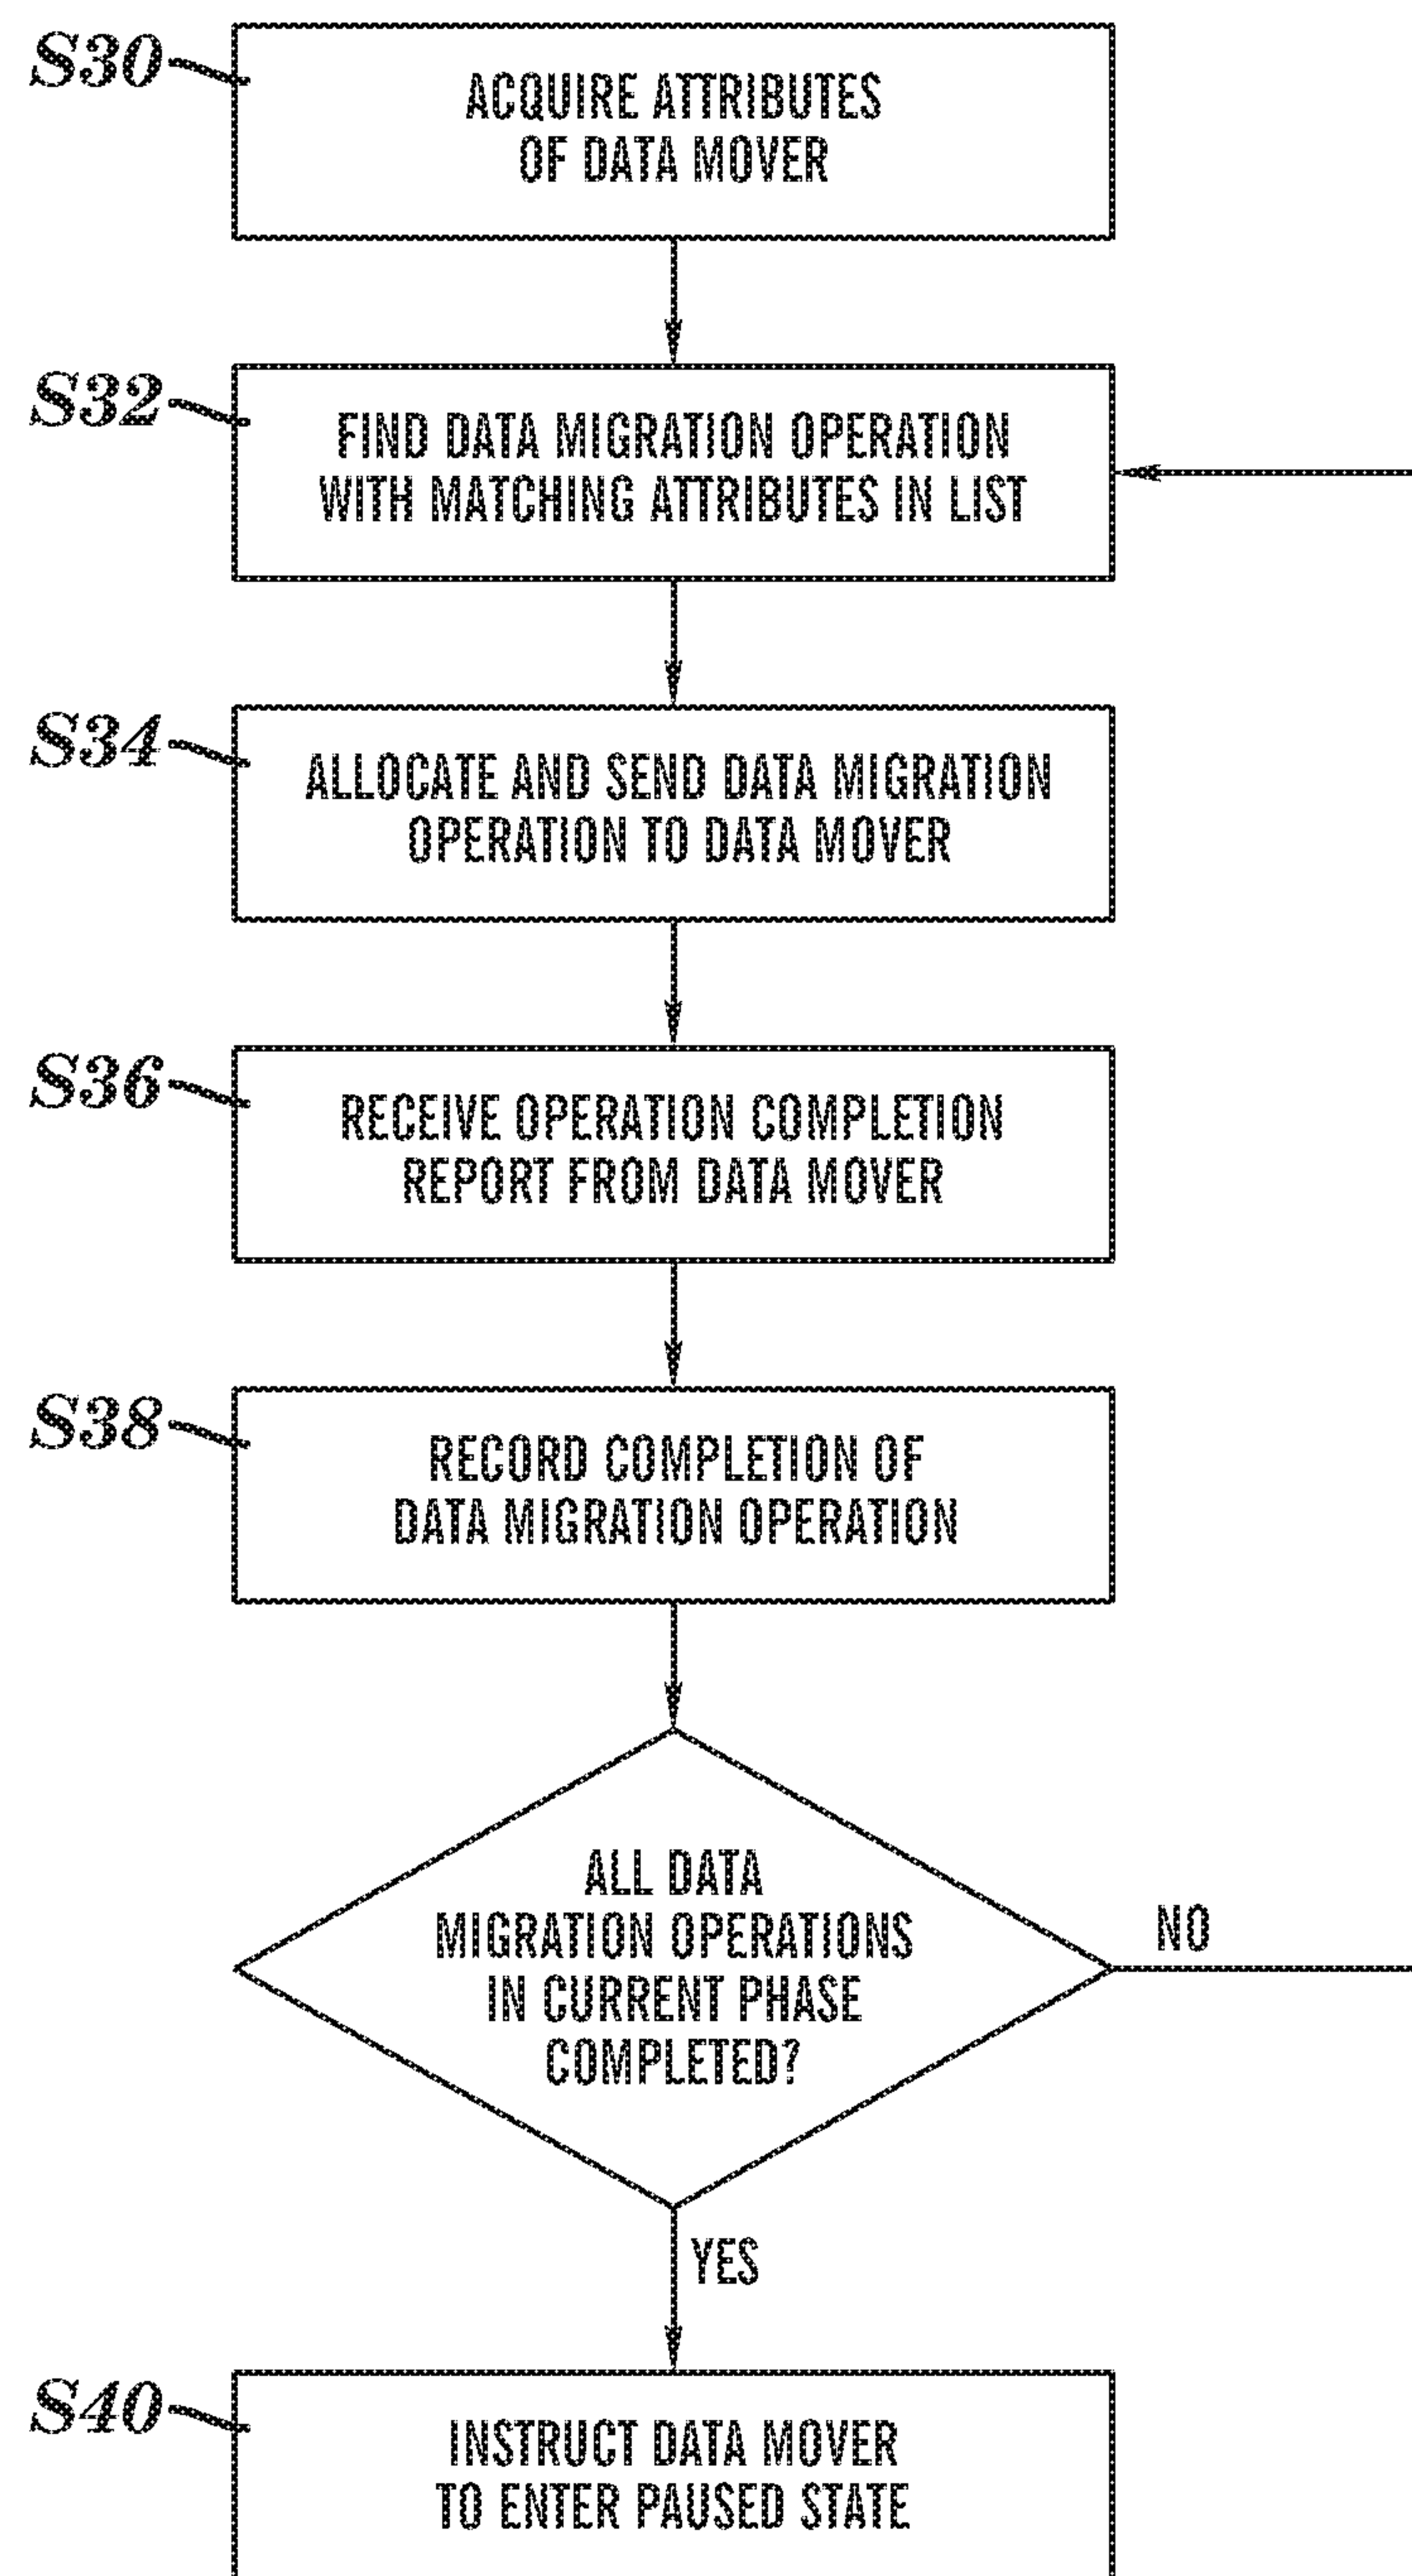 S30
ACQUIRE ATTRIBUTES
OF DATA MOVER
S32
FIND DATA MIGRATION OPERATION
WITH MATCHING ATTRIBUTES IN LIST
S34
ALLOCATE AND SEND DATA MIGRATION
OPERATION TO DATA MOVER
S36
RECEIVE OPERATION COMPLETION
REPORT FROM DATA MOVER
S38
RECORD COMPLETION OF
DATA MIGRATION OPERATION
ALL DATA
MIGRATION OPERATIONS
IN CURRENT PHASE
COMPLETED?
NO
YES
S40
INSTRUCT DATA MOVER
TO ENTER PAUSED STATE